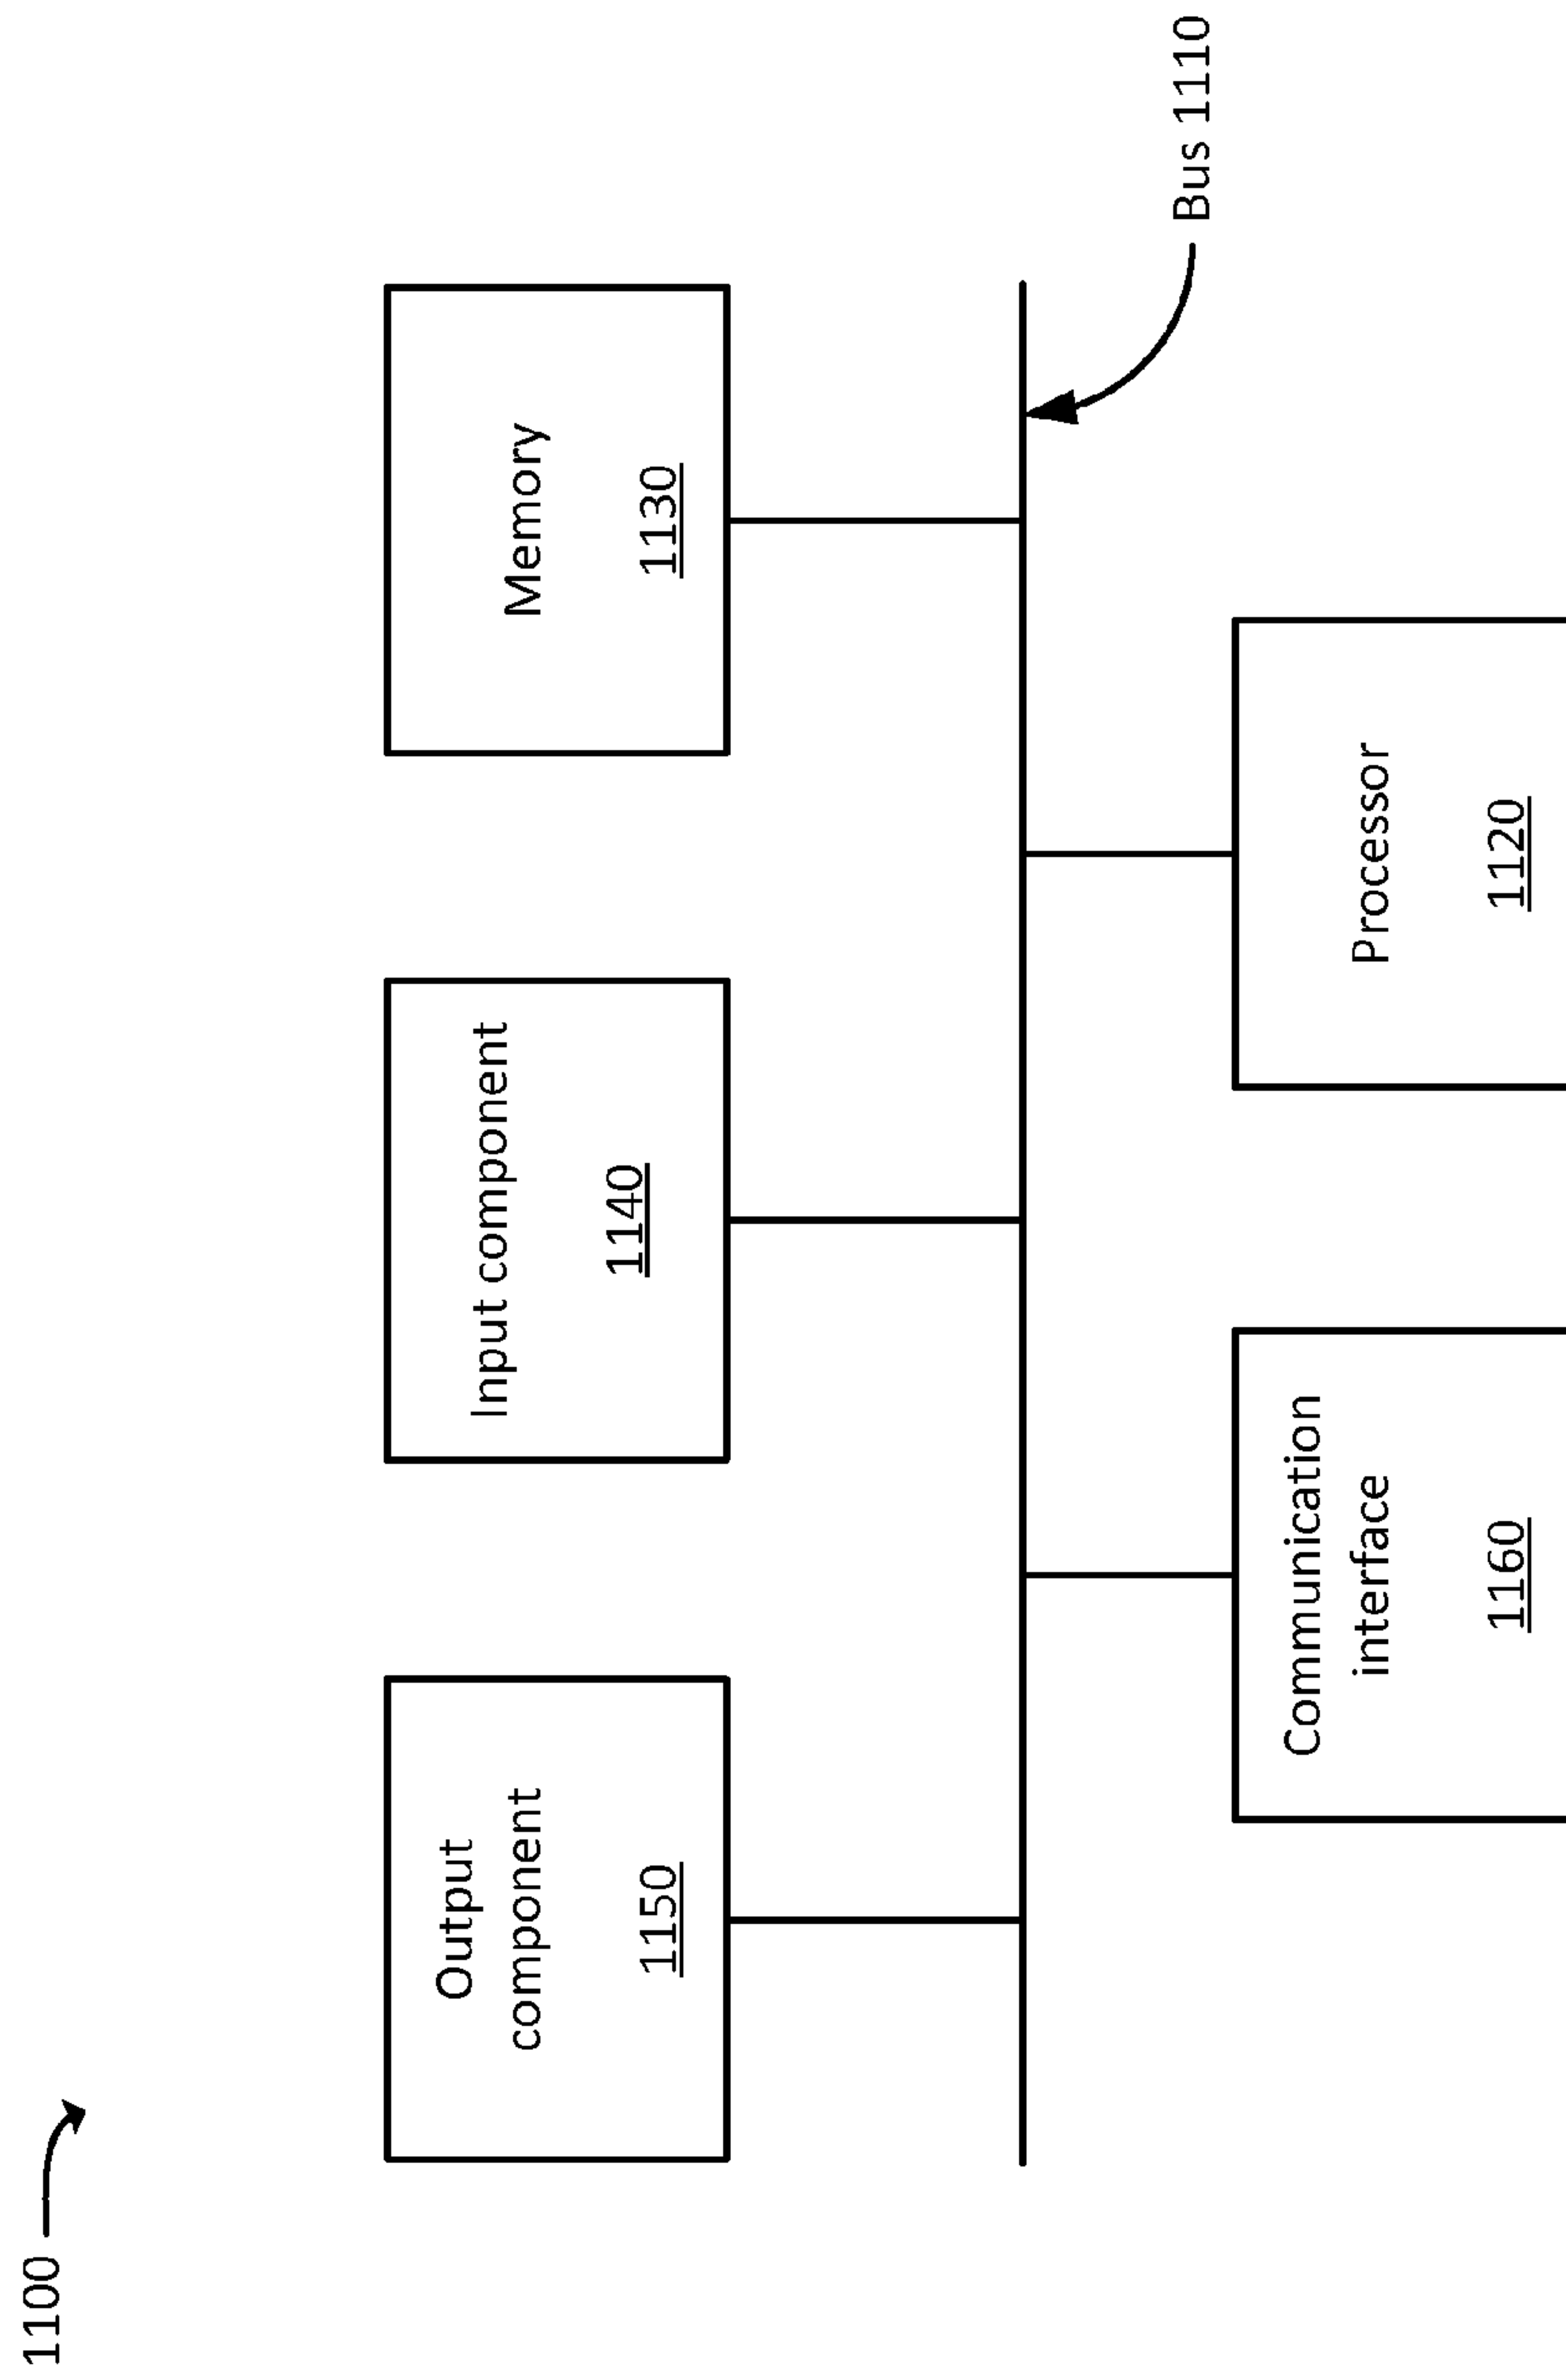 1100
Output
component
1150
Input component
1140
Memory
1130
Bus 1110
Communication
interface
1160
Processor
1120